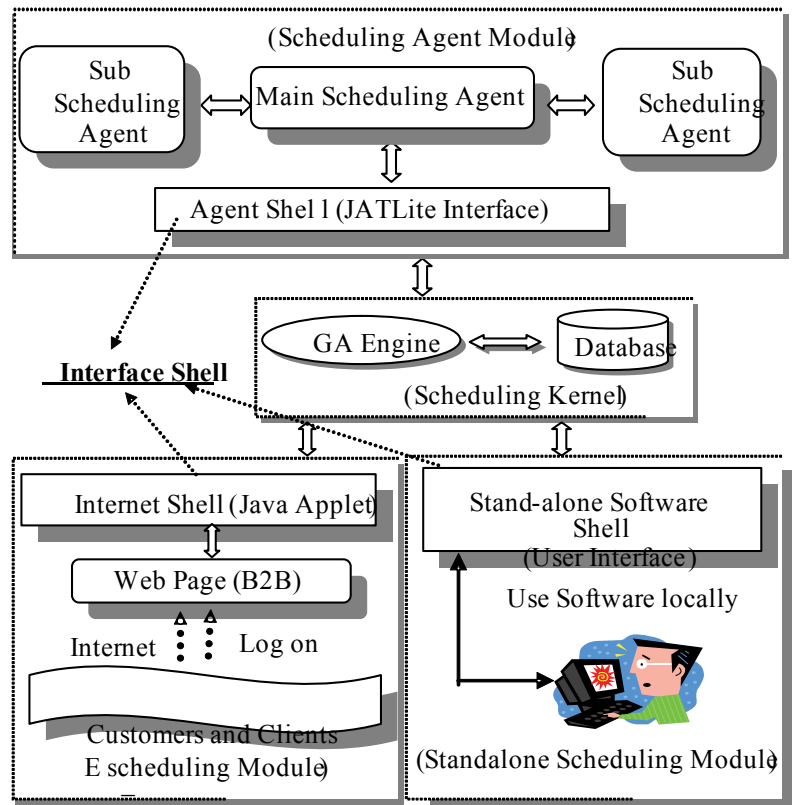 (Scheduling Agent Module)
Sub
Scheduling
Agent
Main Scheduling Agent
Sub
Scheduling
Agent
Agent Shel l (JATLite Interface)
GA Engine
Database
(Scheduling Kernel)
Interface Shell
Internet Shell (Java Applet)
Web Page (B2B)
Internet
Log on
Customers and Clients
E scheduling Module)
Stand-alone Software
Shell
(User Interface)
Use Software locally
(Standalone Scheduling Module)